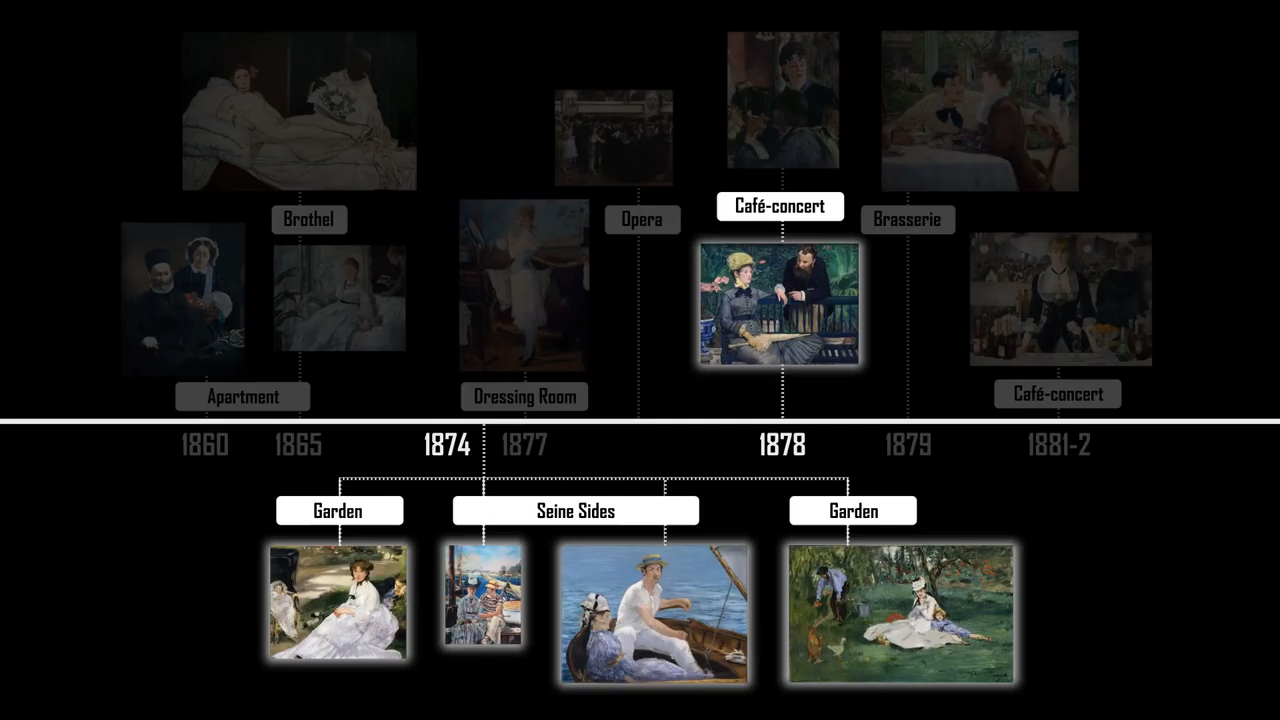 Café-concert
Brothel
Opera
Brasserie
Apartment
Dressing Room
Café-concert
1860
1865
1874
1877
1878
1879
1881-2
Garden
Seine Sides
Garden